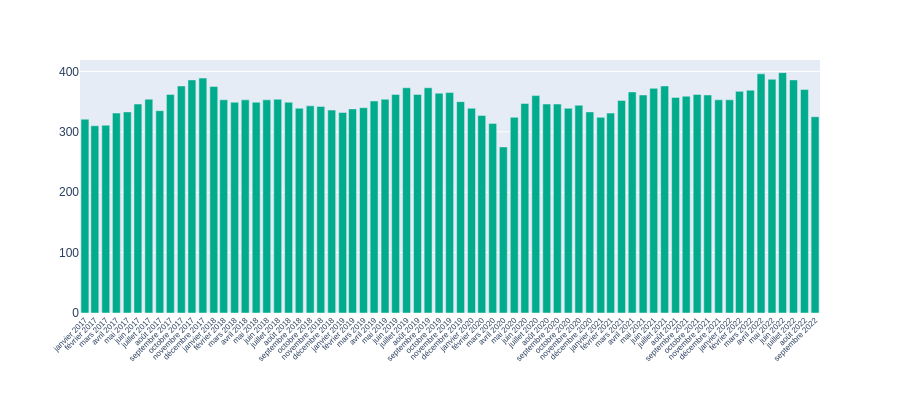 400
300
200
100
0
janvier 2017
février 2017
mars 2017
avril 2017
mai 2017
juin 2017
juillet 2017
août 2017
septembre 2017
octobre 2017
novembre 2017
décembre 2017
janvier 2018
février 2018
mars 2018
avril 2018
mai 2018
juin 2018
juillet 2018
août 2018
septembre 2018
octobre 2018
novembre 2018
décembre 2018
janvier 2019
février 2019
mars 2019
avril 2019
mai 2019
juin 2019
juillet 2019
août 2019
septembre 2019
octobre 2019
novembre 2019
décembre 2019
janvier 2020
février 2020
mars 2020
avril 2020
mai 2020
juin 2020
juillet 2020
août 2020
septembre 2020
octobre 2020
novembre 2020
décembre 2020
janvier 2021
février 2021
mars 2021
avril 2021
mai 2021
juin 2021
juillet 2021
août 2021
septembre 2021
octobre 2021
novembre 2021
décembre 2021
janvier 2022
février 2022
mars 2022
avril 2022
mai 2022
juin 2022
juillet 2022
août 2022
septembre 2022